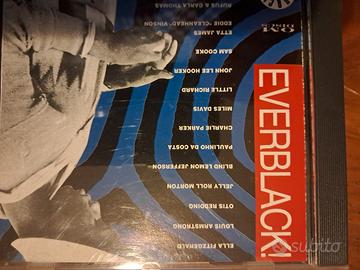 EVERBLACK!
ELLA FITZGERALD
LOUIS ARMSTRONG
OTIS REDDING
JELLY ROLL MORTON
BLIND LEMON JEFFERSON
PAULINHO DA COSTA
CHARLIE PARKER
MILES DAVIS
LITTLE RICHARD
JOHN LEE HOOKER
SAM COOKE
ETTA JAMES
EDDIE "CLEANHEAD" VINSON
RUFUS & CARLA THOMAS
subito